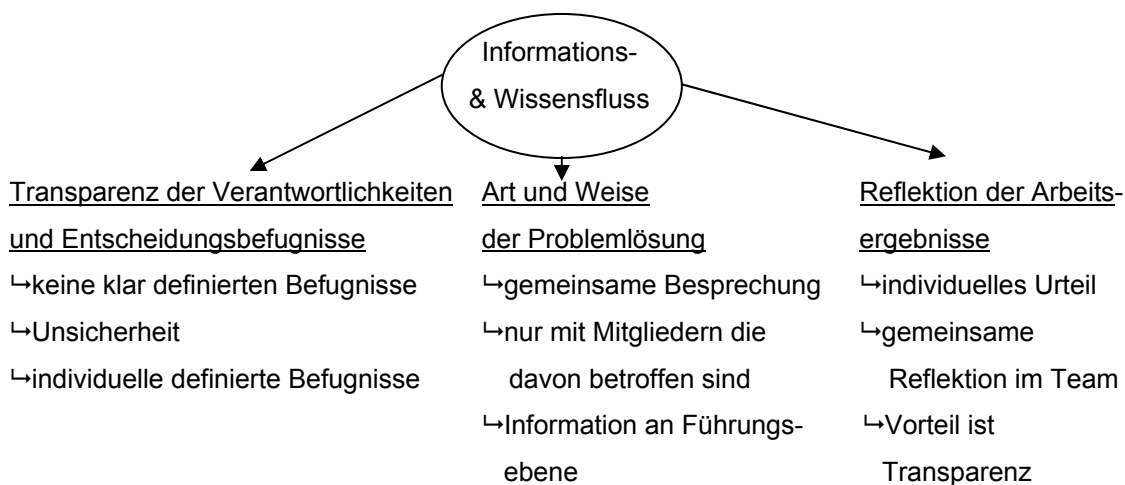 Informations-
& Wissensfluss
Transparenz der Verantwortlichkeiten
und Entscheidungsbefugnisse
↳keine klar definierten Befugnisse
↳Unsicherheit
↳individuelle definierte Befugnisse
Art und Weise
der Problemlösung
↳gemeinsame Besprechung
↳nur mit Mitgliedern die
davon betroffen sind
↳Information an Führungs-
ebene
Reflektion der Arbeits-
ergebnisse
↳individuelles Urteil
↳gemeinsame
Reflektion im Team
↳Vorteil ist
Transparenz